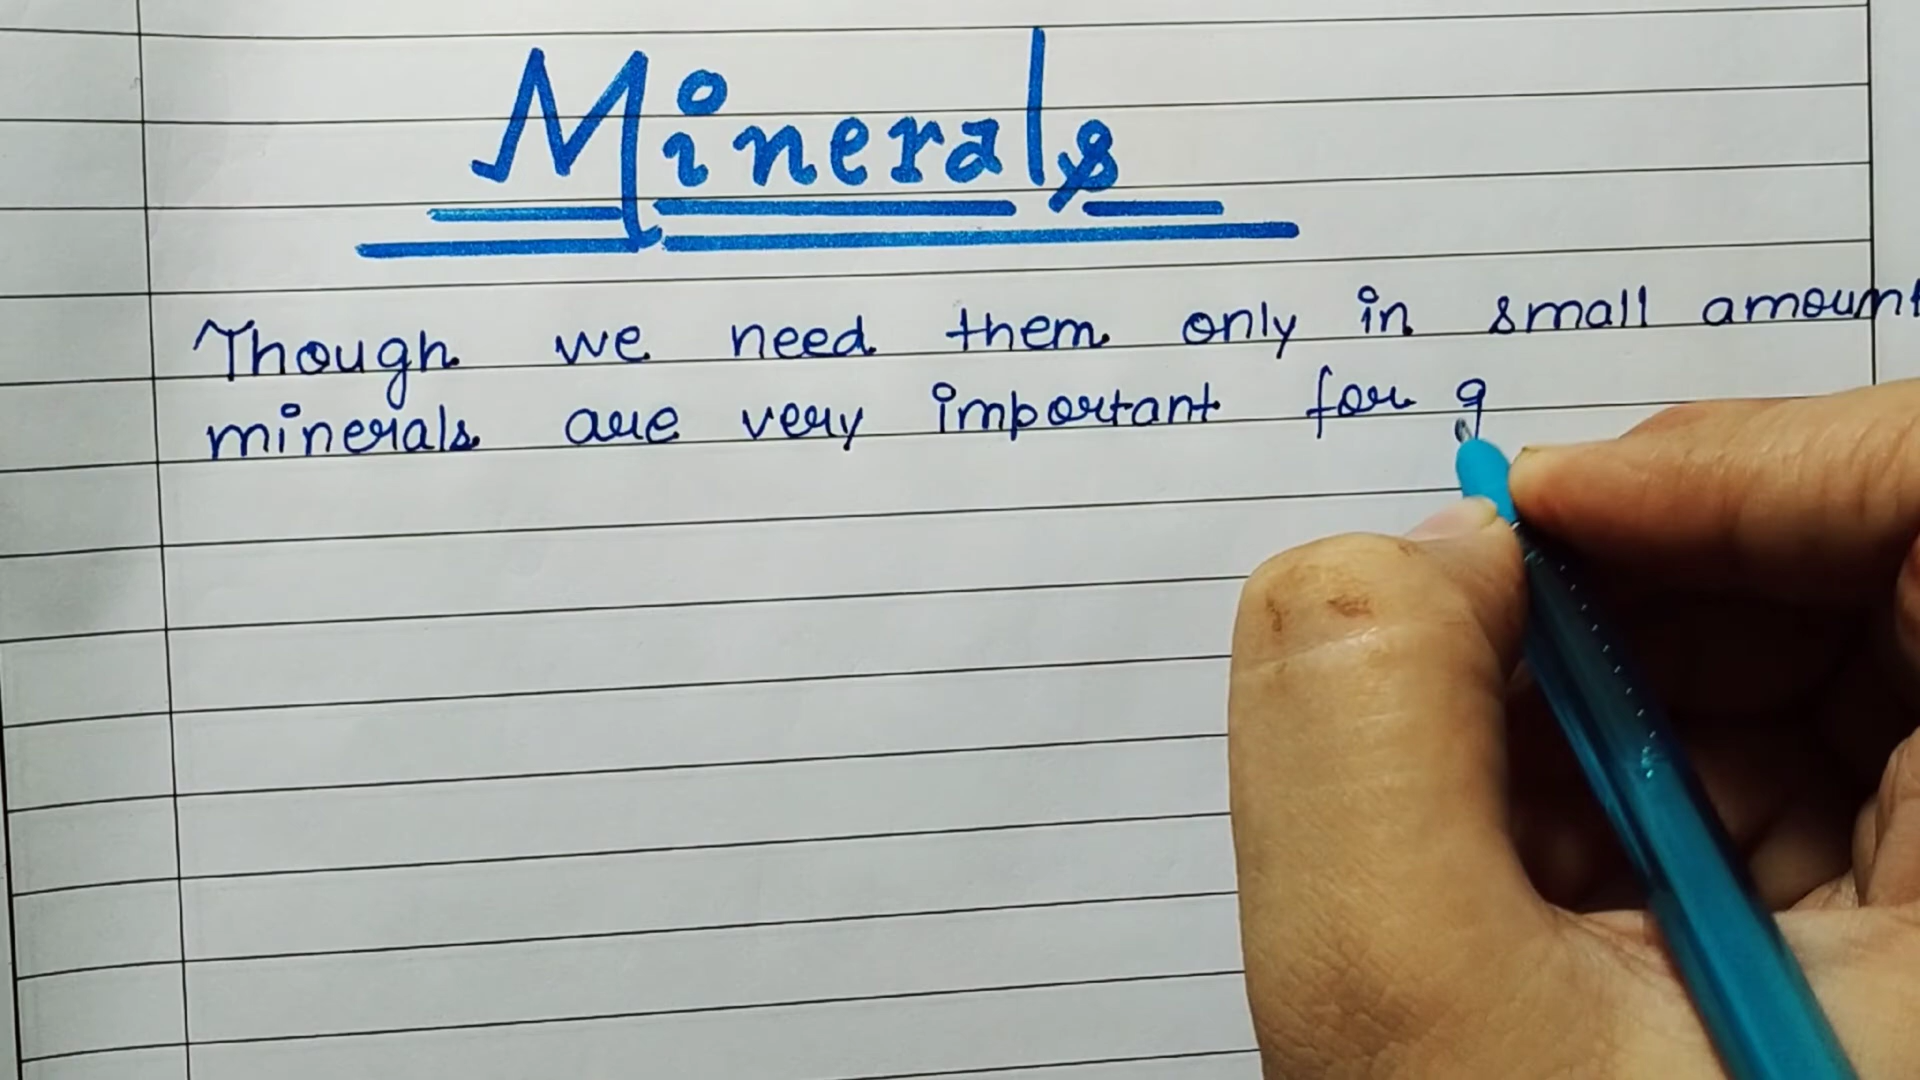 Minerals
Though we need them only in small amount
minerals are very important for g